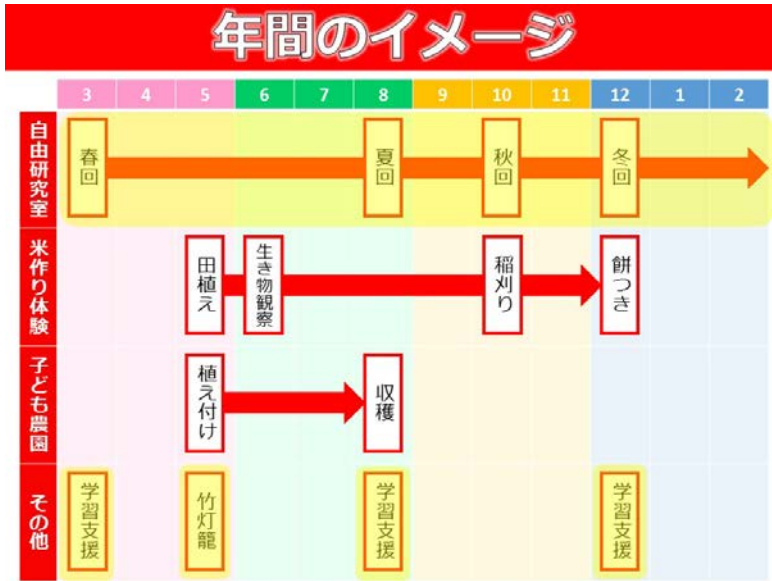 年間のイメージ
3 4 5 6 7 8 9 10 11 12 1 2
自由研究室
春回
夏回
秋回
冬回
米作り体験
田植え
生き物観察
稲刈り
餅つき
子ども農園
植え付け
収穫
その他
学習支援
竹灯籠
学習支援
学習支援